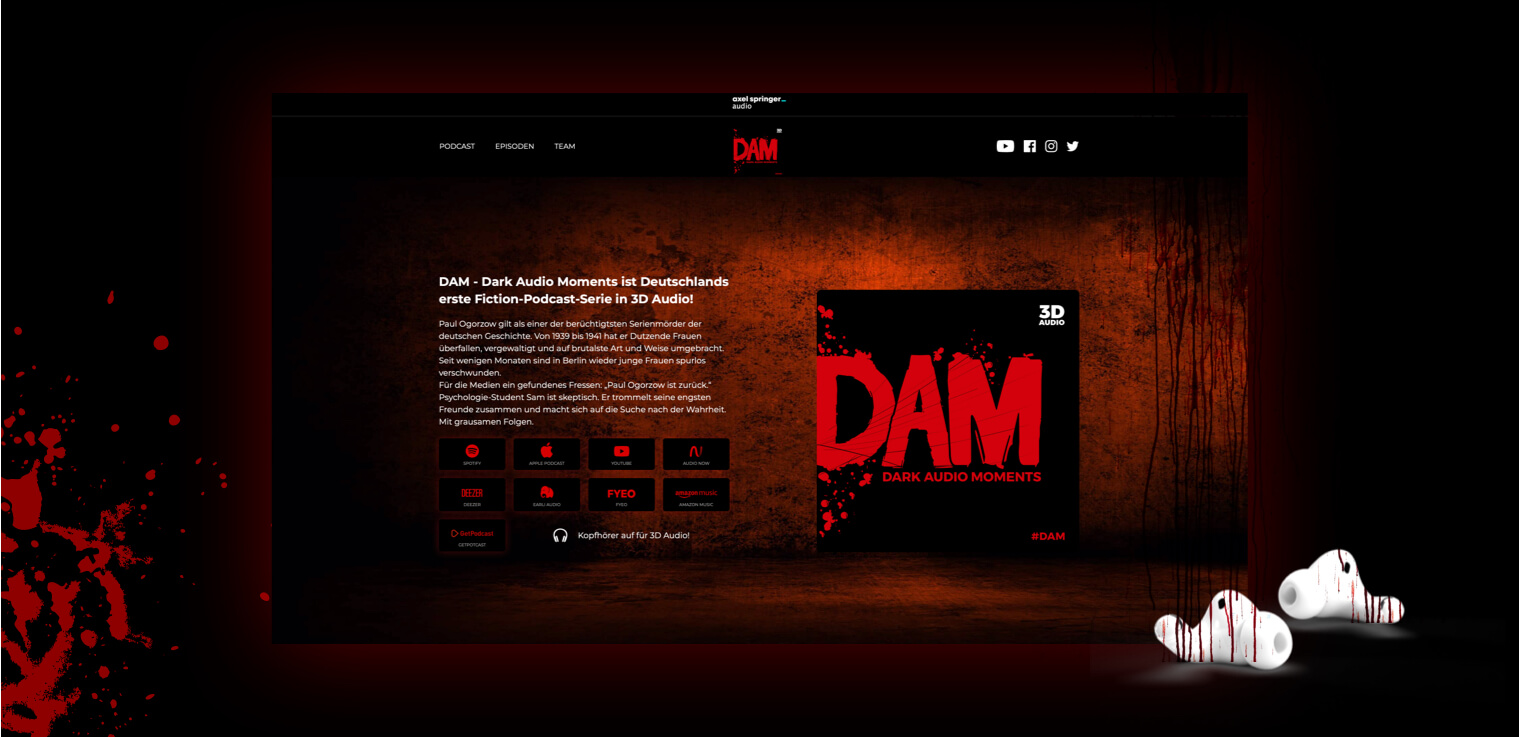 axel springer_
audio
PODCAST EPISODEN TEAM
DAM
DAM - Dark Audio Moments ist Deutschlands
erste Fiction-Podcast-Serie in 3D Audio!
Paul Ogorzow gilt als einer der berüchtigtsten Serienmörder der
deutschen Geschichte. Von 1939 bis 1941 hat er Dutzende Frauen
überfallen, vergewaltigt und auf brutalste Art und Weise umgebracht.
Seit wenigen Monaten sind in Berlin wieder junge Frauen spurlos
verschwunden.
Für die Medien ein gefundenes Fressen: „Paul Ogorzow ist zurück.“
Psychologie-Student Sam ist skeptisch. Er trommelt seine engsten
Freunde zusammen und macht sich auf die Suche nach der Wahrheit.
Mit grausamen Folgen.
SPOTIFY APPLE PODCAST YOUTUBE AUDIO NOW
DEEZER FYEO amazon music
DEEZER EARLI AUDIO FYEO AMAZON MUSIC
GetPodcast
GETPOTCAST
Kopfhörer auf für 3D Audio!
3D
AUDIO
DAM
DARK AUDIO MOMENTS
#DAM